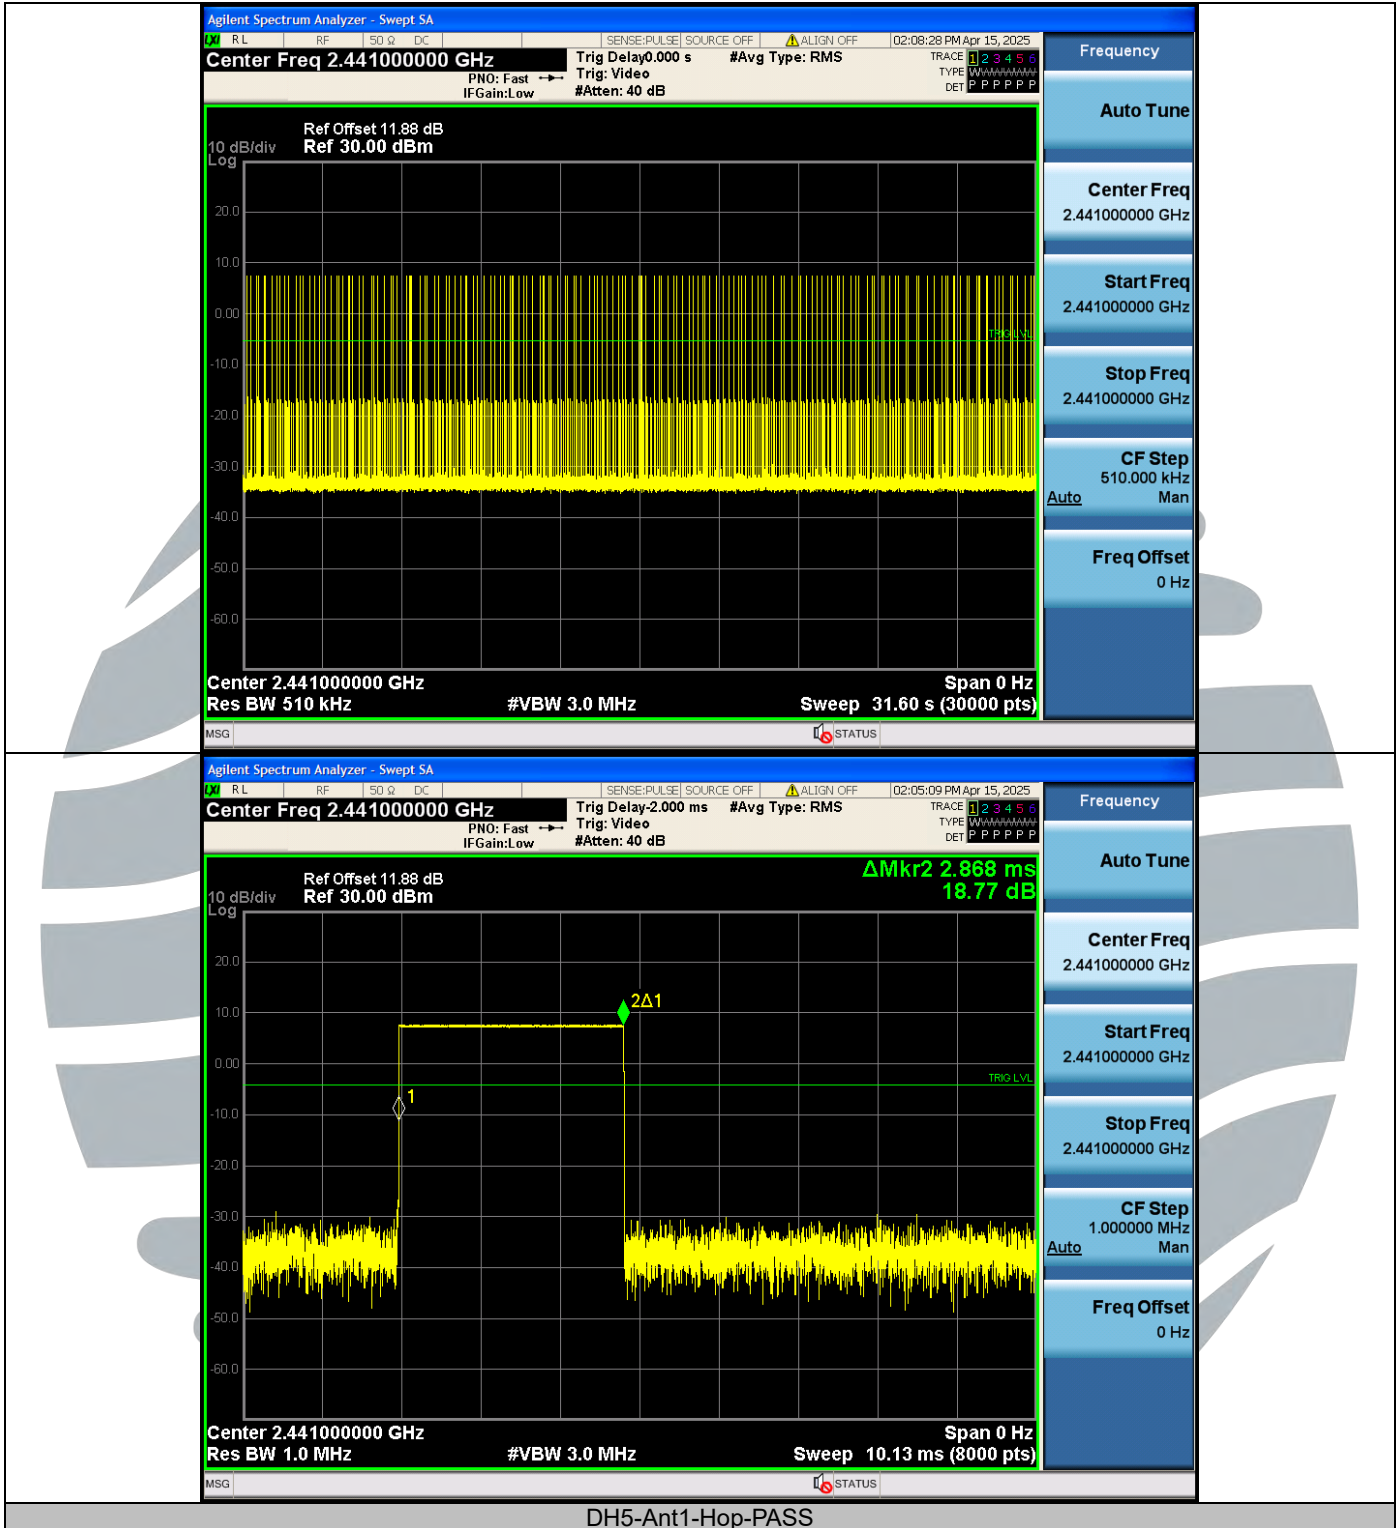 Agilent Spectrum Analyzer - Swept SA
LXI RL RF 50 Ω DC SENSE:PULSE SOURCE OFF ALIGN OFF 02:08:28 PM Apr 15, 2025
Center Freq 2.441000000 GHz Trig Delay0.000 s #Avg Type: RMS TRACE 1 2 3 4 5 6
PNO: Fast Trig: Video TYPE WWWWWW
IFGain:Low #Atten: 40 dB DET P P P P P P
Frequency
Auto Tune
Ref Offset 11.88 dB
10 dB/div Ref 30.00 dBm
Log
20.0
10.0
0.00
-10.0
-20.0
-30.0
-40.0
-50.0
-60.0
TRIG LVL
Center Freq
2.441000000 GHz
Start Freq
2.441000000 GHz
Stop Freq
2.441000000 GHz
CF Step
510.000 kHz
Auto Man
Freq Offset
0 Hz
Center 2.441000000 GHz Span 0 Hz
Res BW 510 kHz #VBW 3.0 MHz Sweep 31.60 s (30000 pts)
MSG STATUS
Agilent Spectrum Analyzer - Swept SA
LXI RL RF 50 Ω DC SENSE:PULSE SOURCE OFF ALIGN OFF 02:05:09 PM Apr 15, 2025
Center Freq 2.441000000 GHz Trig Delay-2.000 ms #Avg Type: RMS TRACE 1 2 3 4 5 6
PNO: Fast Trig: Video TYPE WWWWWW
IFGain:Low #Atten: 40 dB DET P P P P P P
Frequency
Auto Tune
ΔMkr2 2.868 ms
18.77 dB
Ref Offset 11.88 dB
10 dB/div Ref 30.00 dBm
Log
20.0
10.0
0.00
-10.0
-20.0
-30.0
-40.0
-50.0
-60.0
2Δ1
1
TRIG LVL
Center Freq
2.441000000 GHz
Start Freq
2.441000000 GHz
Stop Freq
2.441000000 GHz
CF Step
1.000000 MHz
Auto Man
Freq Offset
0 Hz
Center 2.441000000 GHz Span 0 Hz
Res BW 1.0 MHz #VBW 3.0 MHz Sweep 10.13 ms (8000 pts)
MSG STATUS
DH5-Ant1-Hop-PASS